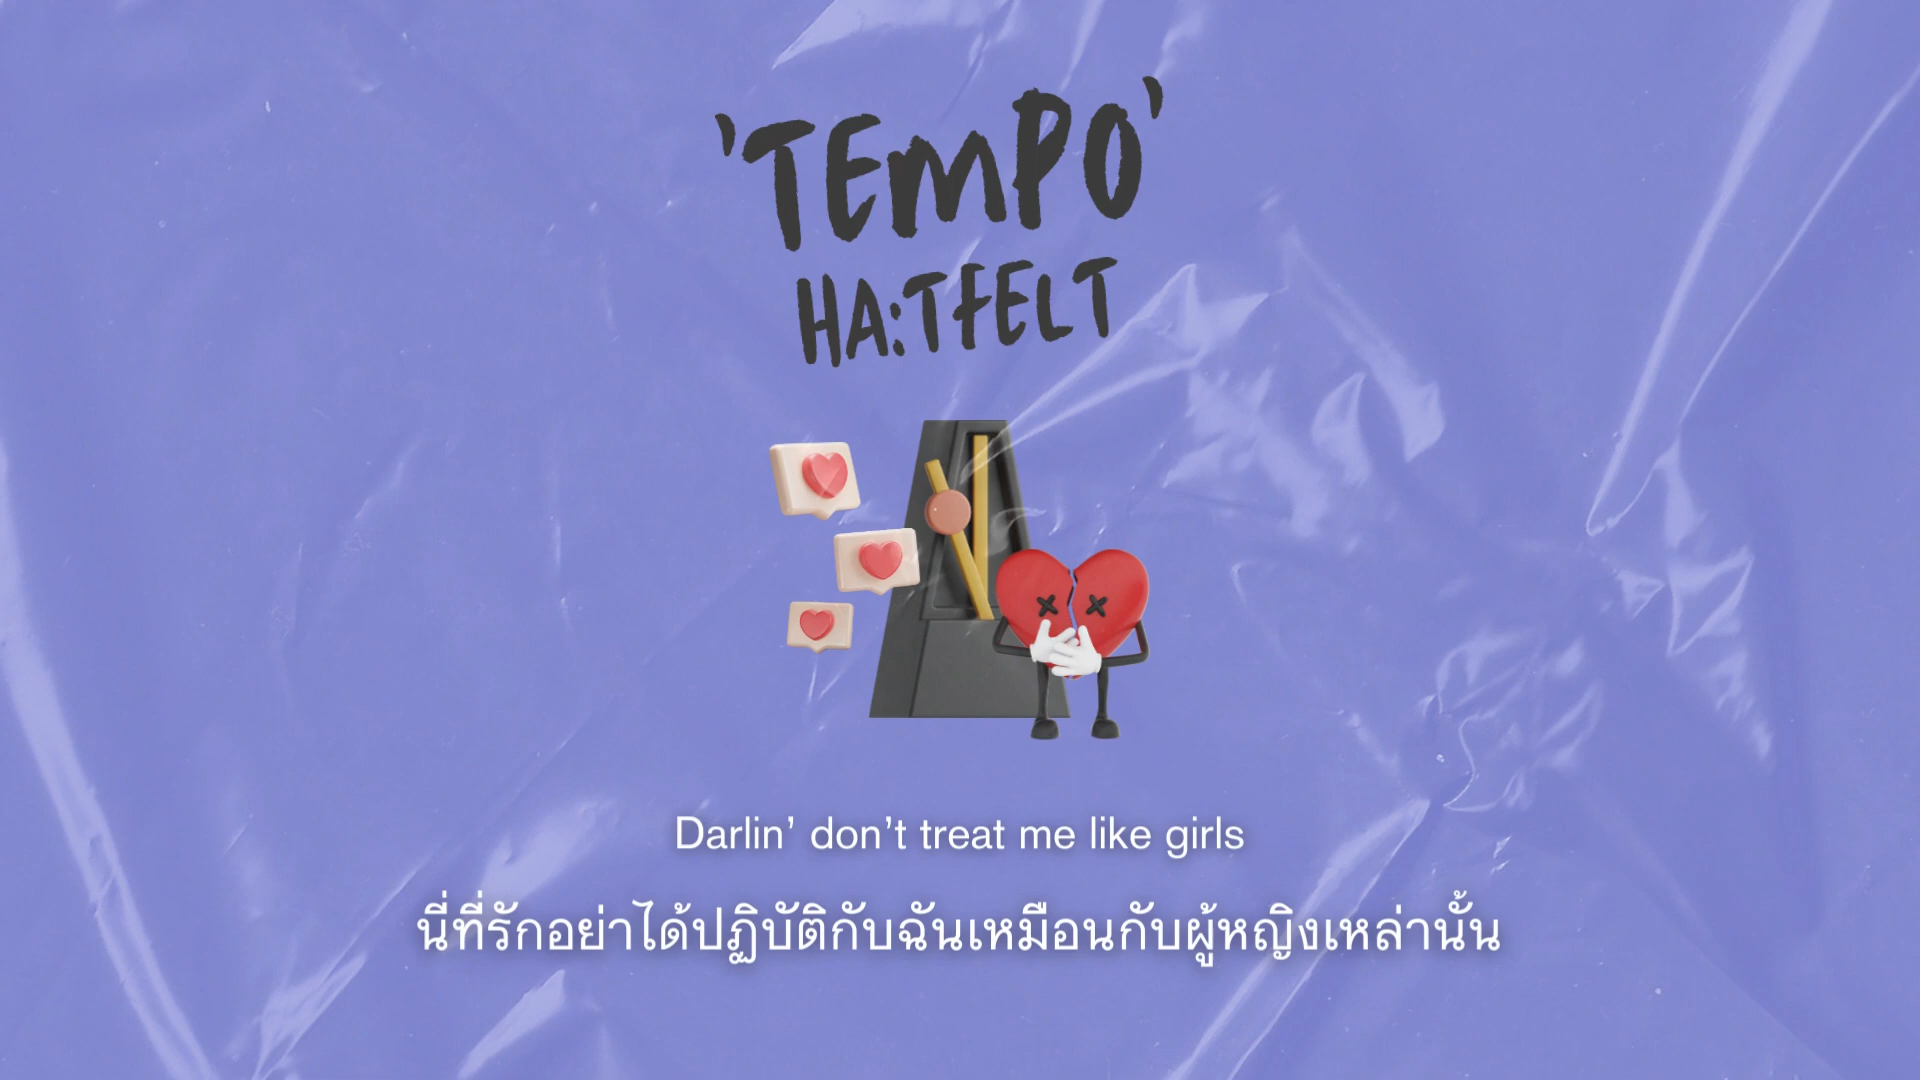 'TEMPO'
HA:TFELT
Darlin’ don’t treat me like girls
นี่ที่รักอย่าได้ปฏิบัติกับฉันเหมือนกับผู้หญิงเหล่านั้น